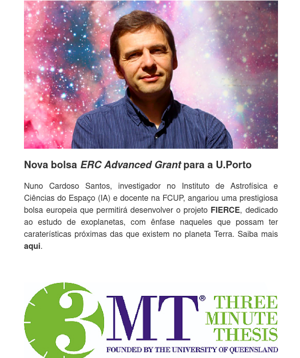 Nova bolsa ERC Advanced Grant para a U.Porto
Nuno Cardoso Santos, investigador no Instituto de Astrofísica e
Ciências do Espaço (IA) e docente na FCUP, angariou uma prestigiosa
bolsa europeia que permitirá desenvolver o projeto FIERCE, dedicado
ao estudo de exoplanetas, com ênfase naqueles que possam ter
caraterísticas próximas das que existem no planeta Terra. Saiba mais
aqui.
3MT® THREE
MINUTE
THESIS
FOUNDED BY THE UNIVERSITY OF QUEENSLAND